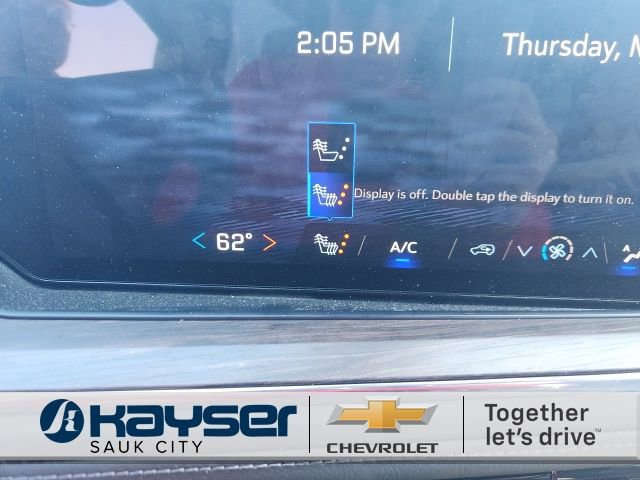 2:05 PM
Thursday, M
Display is off. Double tap the display to turn it on.
< 62° >
A/C
A
Kayser
SAUK CITY
CHEVROLET
Together
let's drive™